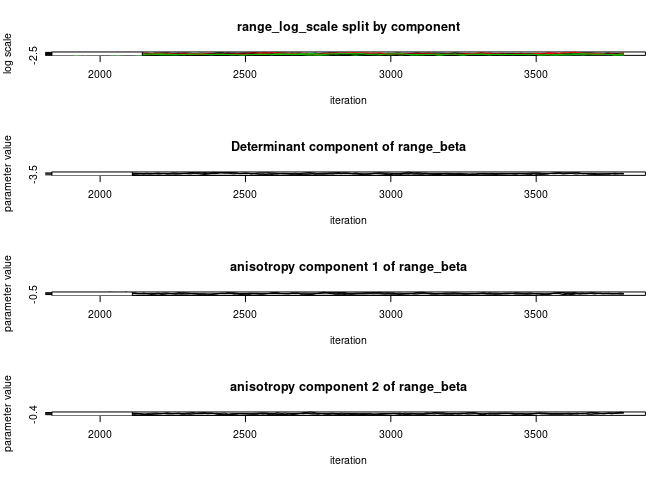 range_log_scale split by component
log scale
-2.5
2000 2500 3000 3500
iteration
Determinant component of range_beta
parameter value
-3.5
2000 2500 3000 3500
iteration
anisotropy component 1 of range_beta
parameter value
-0.5
2000 2500 3000 3500
iteration
anisotropy component 2 of range_beta
parameter value
-0.4
2000 2500 3000 3500
iteration